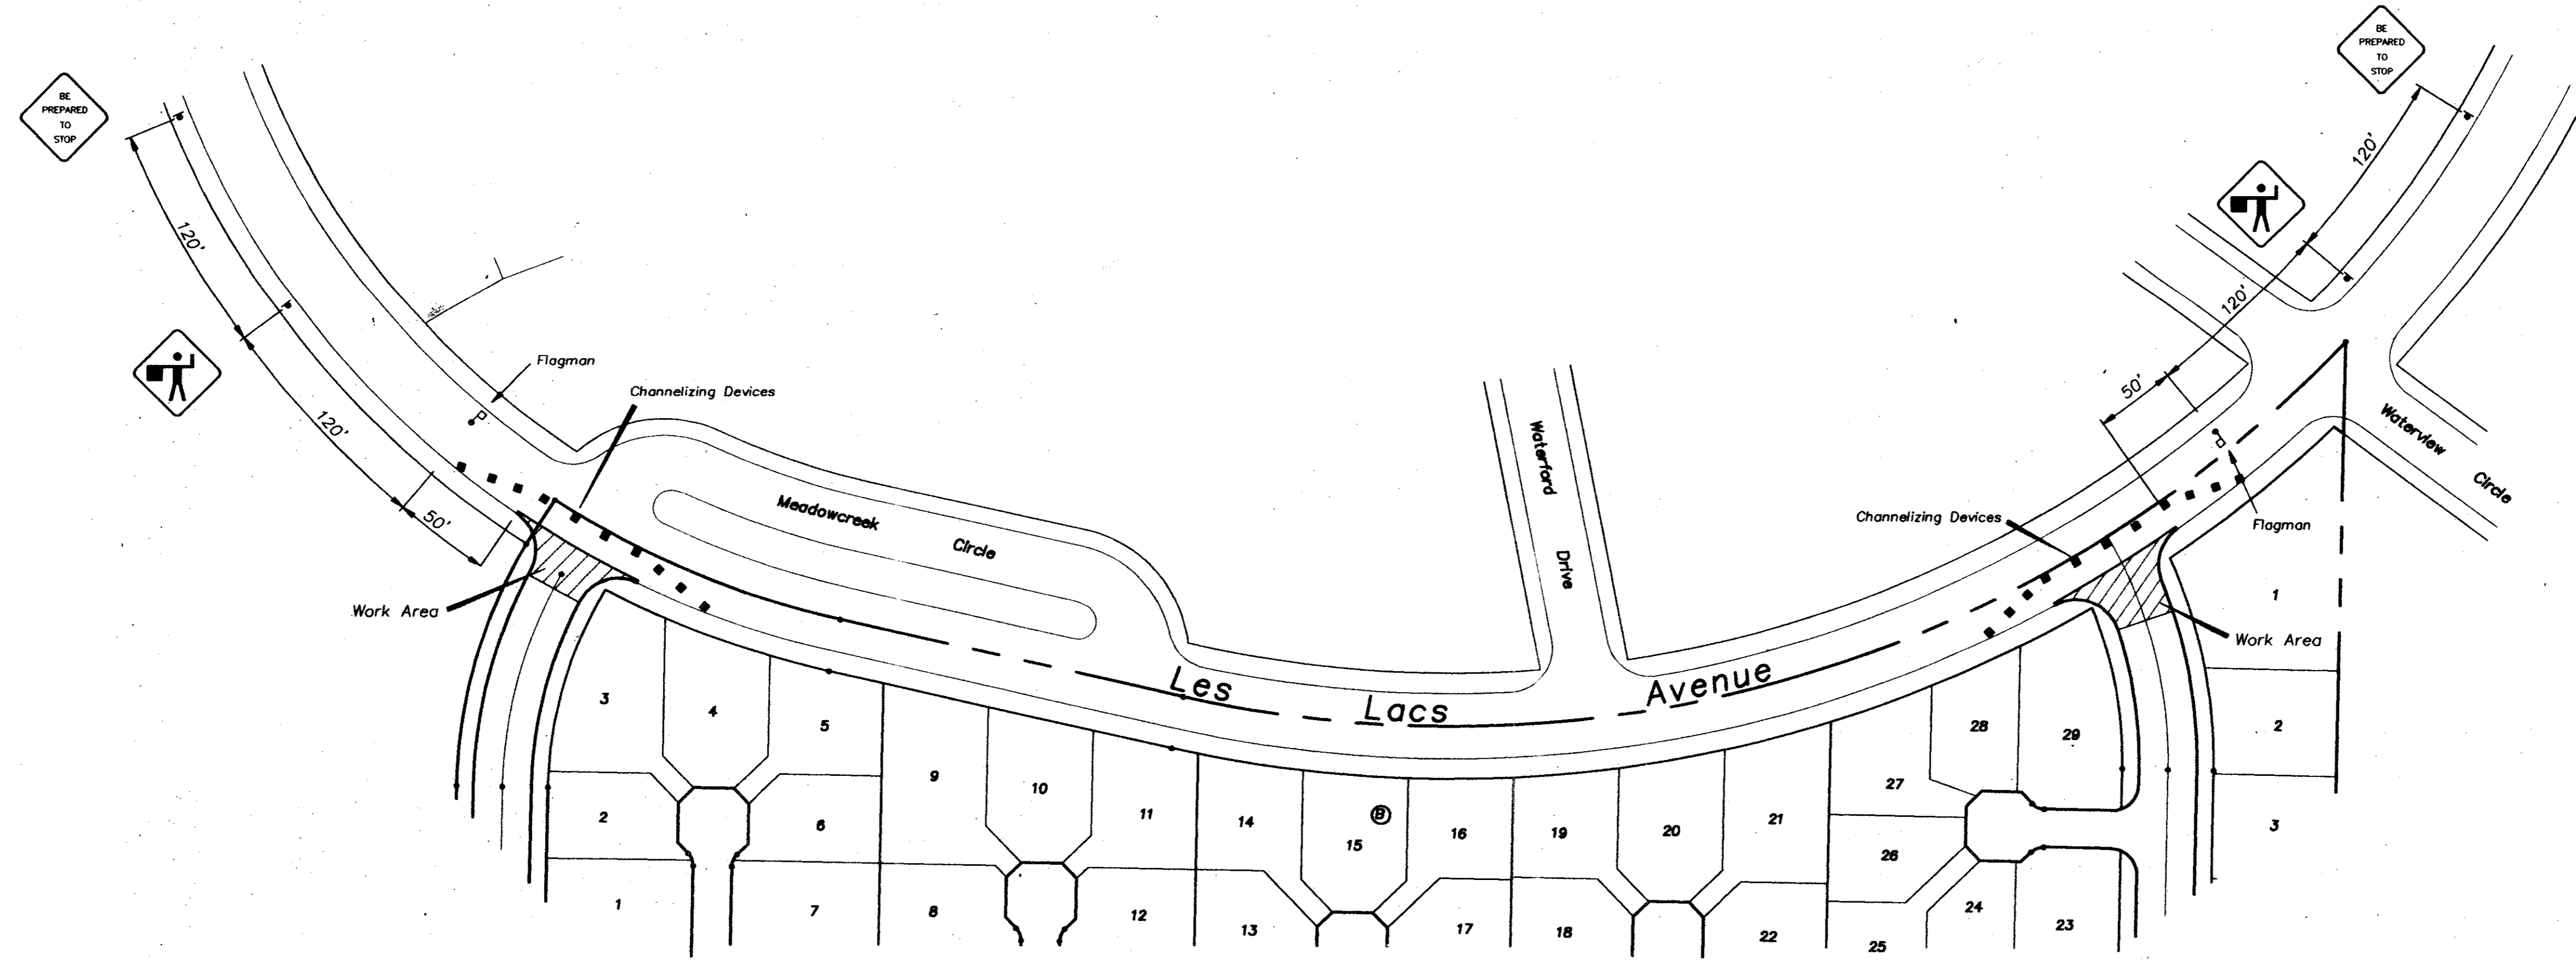 BE
PREPARED
TO
STOP
BE
PREPARED
TO
STOP
120'
120'
120'
120'
50'
50'
Flagman
Channelizing Devices
Work Area
Meadowcreek
Circle
Waterford
Drive
Waterview
Circle
Channelizing Devices
Flagman
Work Area
Les
Lacs
Avenue
3
4
5
9
10
11
14
15
B
16
19
20
21
27
28
29
1
2
3
2
6
26
1
7
8
12
13
17
18
22
25
24
23